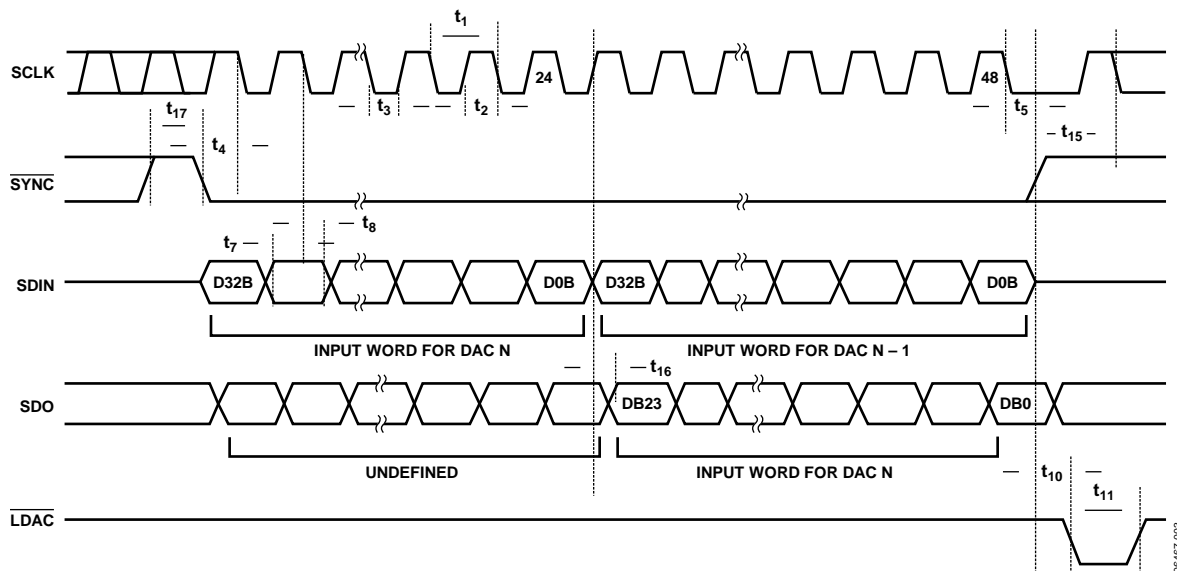 t1
SCLK
24
48
t3
t2
t5
t17
t4
t15
SYNC
t7
t8
SDIN
D32B
D0B
D32B
D0B
INPUT WORD FOR DAC N
INPUT WORD FOR DAC N – 1
t16
SDO
DB23
DB0
UNDEFINED
INPUT WORD FOR DAC N
t10
t11
LDAC